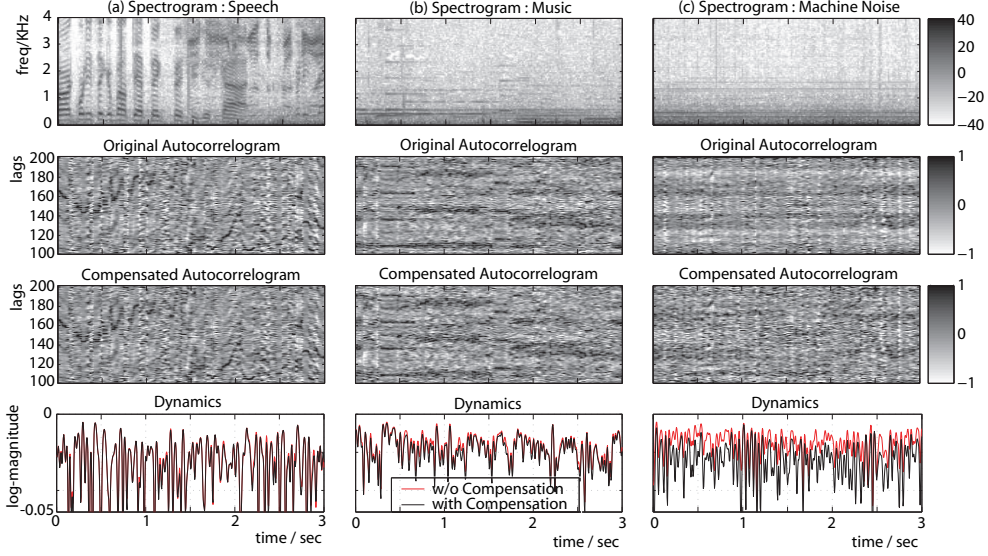 (a) Spectrogram : Speech
(b) Spectrogram : Music
(c) Spectrogram : Machine Noise
freq/KHz
4
3
2
1
0
40
20
0
−20
−40
Original Autocorrelogram
Original Autocorrelogram
Original Autocorrelogram
lags
200
180
160
140
120
100
1
0
−1
Compensated Autocorrelogram
Compensated Autocorrelogram
Compensated Autocorrelogram
lags
200
180
160
140
120
100
1
0
−1
Dynamics
Dynamics
Dynamics
log-magnitude
0
-0.05
w/o Compensation
with Compensation
0 1 2 3
0 1 2 3
0 1 2 3
time / sec
time / sec
time / sec